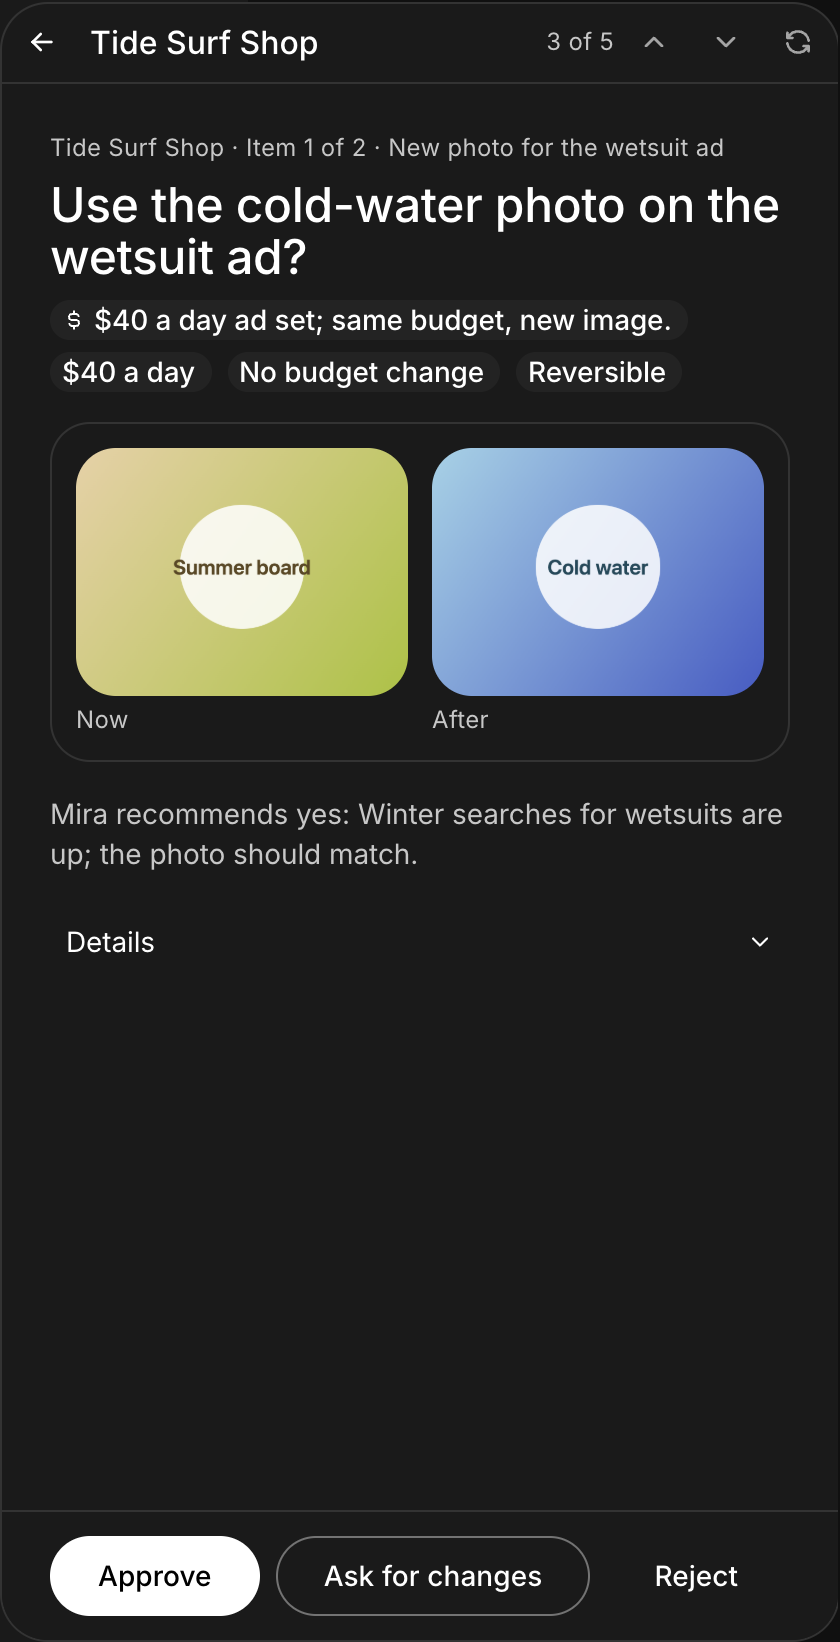 Tide Surf Shop
3 of 5
Tide Surf Shop · Item 1 of 2 · New photo for the wetsuit ad
Use the cold-water photo on the
wetsuit ad?
$ $40 a day ad set; same budget, new image.
$40 a day
No budget change
Reversible
Summer board
Cold water
Now
After
Mira recommends yes: Winter searches for wetsuits are
up; the photo should match.
Details
Approve
Ask for changes
Reject